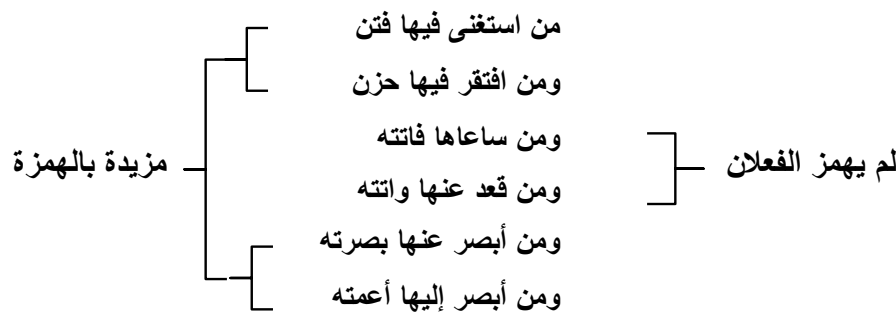 من استغنى فيها فتن
ومن افتقر فيها حزن
ومن ساعاها فاتته
لم يهمز الفعلان
مزيدة بالهمزة
ومن قعد عنها واتته
ومن أبصر عنها بصرته
ومن أبصر إليها أعمته